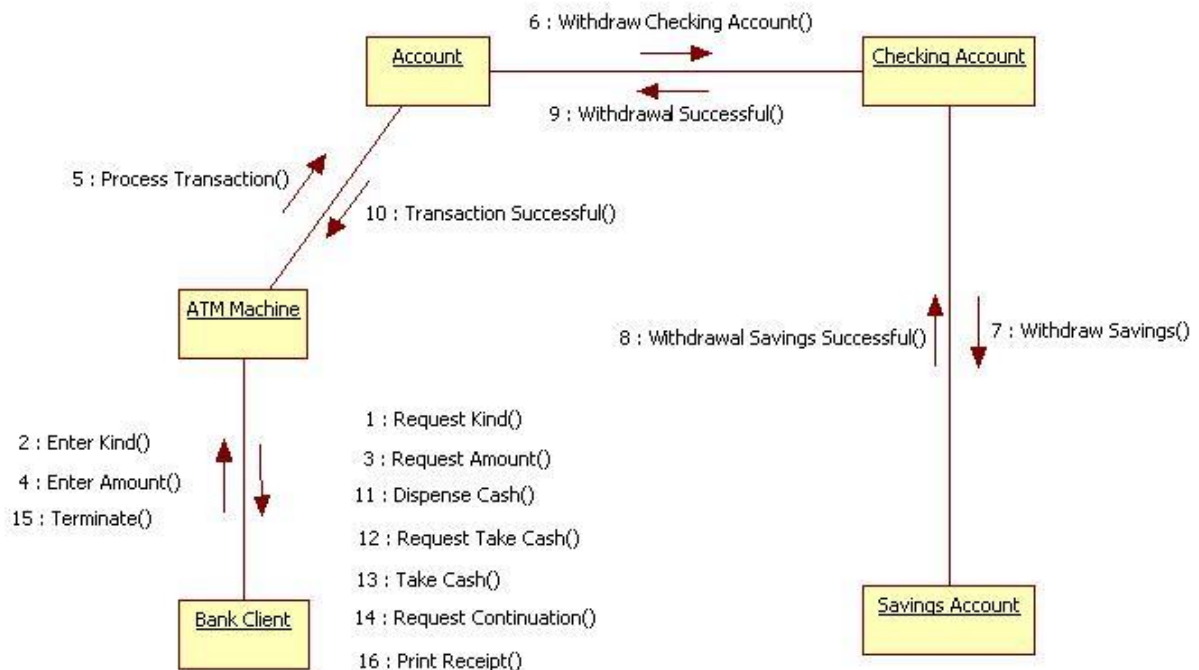 6 : Withdraw Checking Account()
Account
Checking Account
9 : Withdrawal Successful()
5 : Process Transaction()
10 : Transaction Successful()
ATM Machine
8 : Withdrawal Savings Successful()
7 : Withdraw Savings()
1 : Request Kind()
2 : Enter Kind()
3 : Request Amount()
4 : Enter Amount()
11 : Dispense Cash()
15 : Terminate()
12 : Request Take Cash()
13 : Take Cash()
14 : Request Continuation()
16 : Print Receipt()
Bank Client
Savings Account